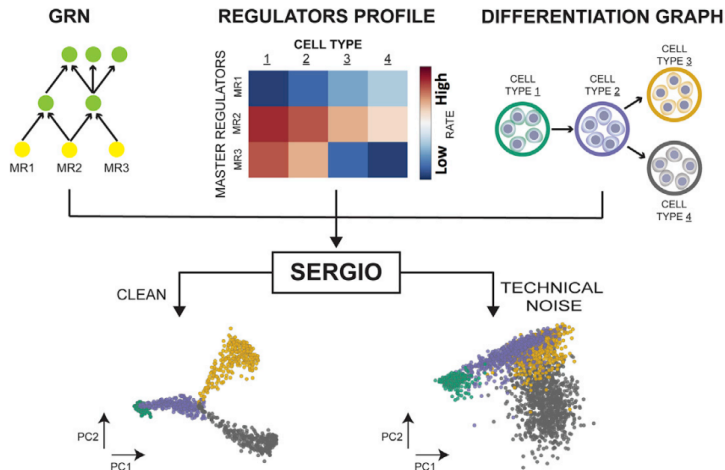 GRN
REGULATORS PROFILE
DIFFERENTIATION GRAPH
MR1
MR2
MR3
CELL TYPE
1 2 3 4
MASTER REGULATORS
MR1
MR2
MR3
High
RATE
Low
CELL
TYPE 1
CELL
TYPE 2
CELL
TYPE 3
CELL
TYPE 4
SERGIO
CLEAN
TECHNICAL
NOISE
PC2
PC1
PC2
PC1